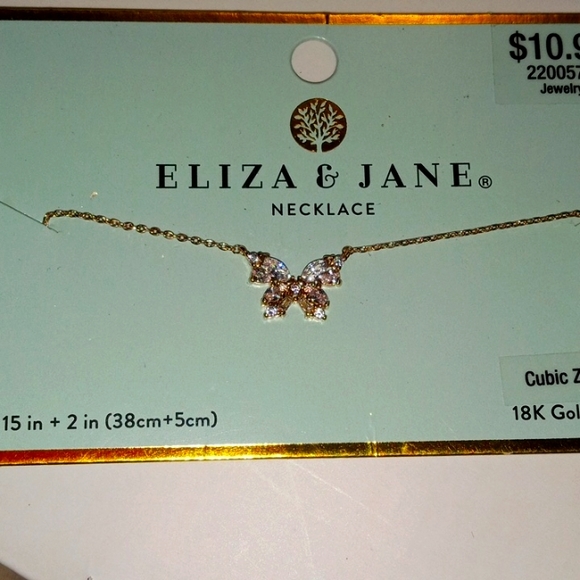 $10.9
220057
Jewelry
ELIZA & JANE®
NECKLACE
Cubic Z
15 in + 2 in (38cm+5cm)
18K Gol